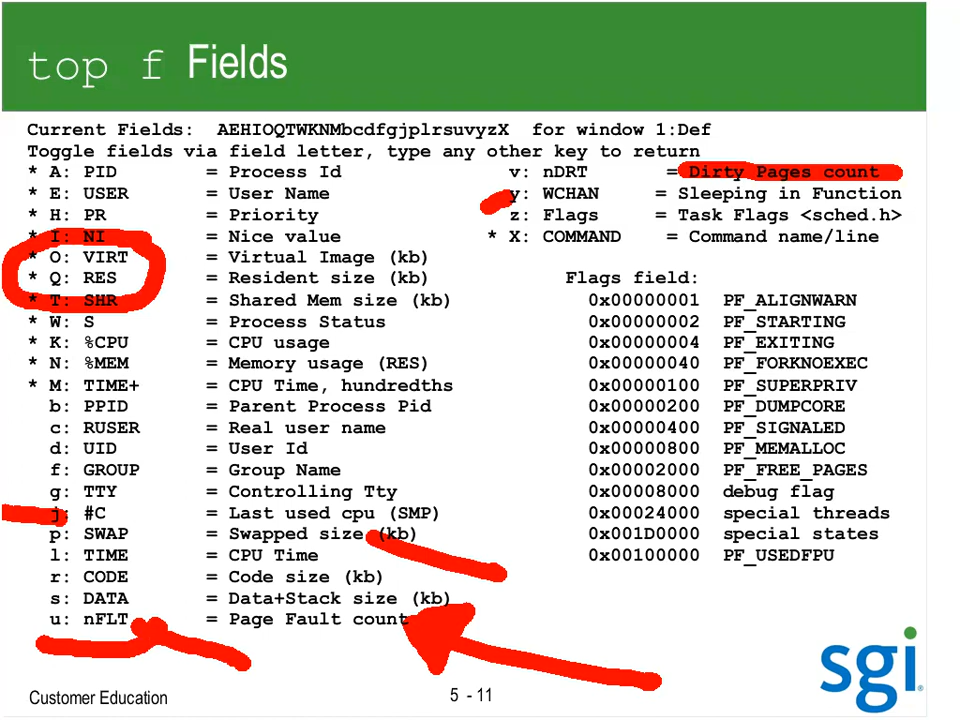 top f Fields
Current Fields: AEHIOQTWKNMbcdfgjplrsuvyzX for window 1:Def
Toggle fields via field letter, type any other key to return
* A: PID = Process Id
* E: USER = User Name
* H: PR = Priority
* I: NI = Nice value
* O: VIRT = Virtual Image (kb)
* Q: RES = Resident size (kb)
* T: SHR = Shared Mem size (kb)
* W: S = Process Status
* K: %CPU = CPU usage
* N: %MEM = Memory usage (RES)
* M: TIME+ = CPU Time, hundredths
b: PPID = Parent Process Pid
c: RUSER = Real user name
d: UID = User Id
f: GROUP = Group Name
g: TTY = Controlling Tty
j: #C = Last used cpu (SMP)
p: SWAP = Swapped size (kb)
l: TIME = CPU Time
r: CODE = Code size (kb)
s: DATA = Data+Stack size (kb)
u: nFLT = Page Fault count
v: nDRT = Dirty Pages count
y: WCHAN = Sleeping in Function
z: Flags = Task Flags <sched.h>
* X: COMMAND = Command name/line
Flags field:
0x00000001 PF_ALIGNWARN
0x00000002 PF_STARTING
0x00000004 PF_EXITING
0x00000040 PF_FORKNOEXEC
0x00000100 PF_SUPERPRIV
0x00000200 PF_DUMPCORE
0x00000400 PF_SIGNALED
0x00000800 PF_MEMALLOC
0x00002000 PF_FREE_PAGES
0x00008000 debug flag
0x00024000 special threads
0x001D0000 special states
0x00100000 PF_USEDFPU
Customer Education
5 - 11
sgi